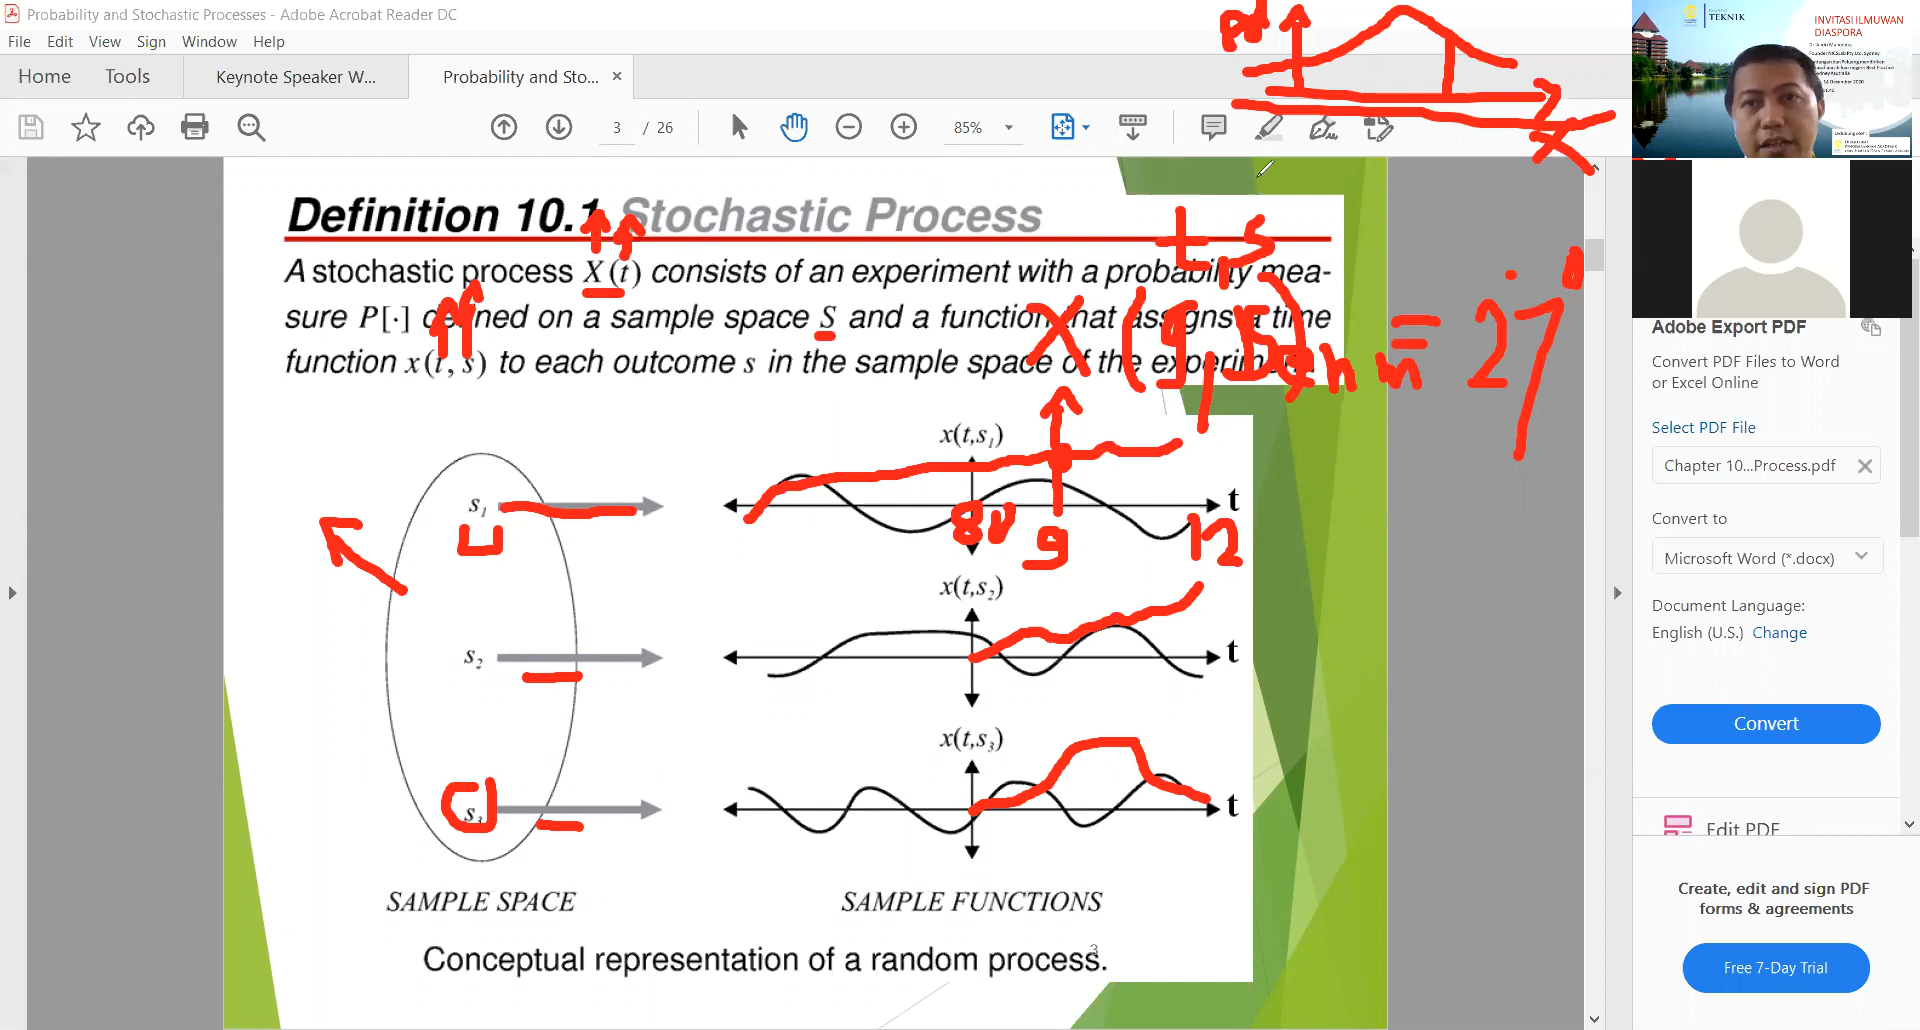 Probability and Stochastic Processes - Adobe Acrobat Reader DC
File Edit View Sign Window Help
Home Tools Keynote Speaker W... Probability and Sto... ×
3 / 26 85%
TEKNIK
INVITASI ILMUWAN
DIASPORA
pd
x
Definition 10.1 Stochastic Process
A stochastic process X(t) consists of an experiment with a probability mea-
sure P[·] defined on a sample space S and a function that assigns a time
function x(t, s) to each outcome s in the sample space of the experiment.
t, s
X (9, Senin) = 27°
x(t,s₁)
s₁ t
8 9 12
x(t,s₂)
s₂ t
x(t,s₃)
s₃ t
SAMPLE SPACE SAMPLE FUNCTIONS
Conceptual representation of a random process.
3
Adobe Export PDF
Convert PDF Files to Word
or Excel Online
Select PDF File
Chapter 10...Process.pdf
Convert to
Microsoft Word (*.docx)
Document Language:
English (U.S.) Change
Convert
Edit PDF
Create, edit and sign PDF
forms & agreements
Free 7-Day Trial